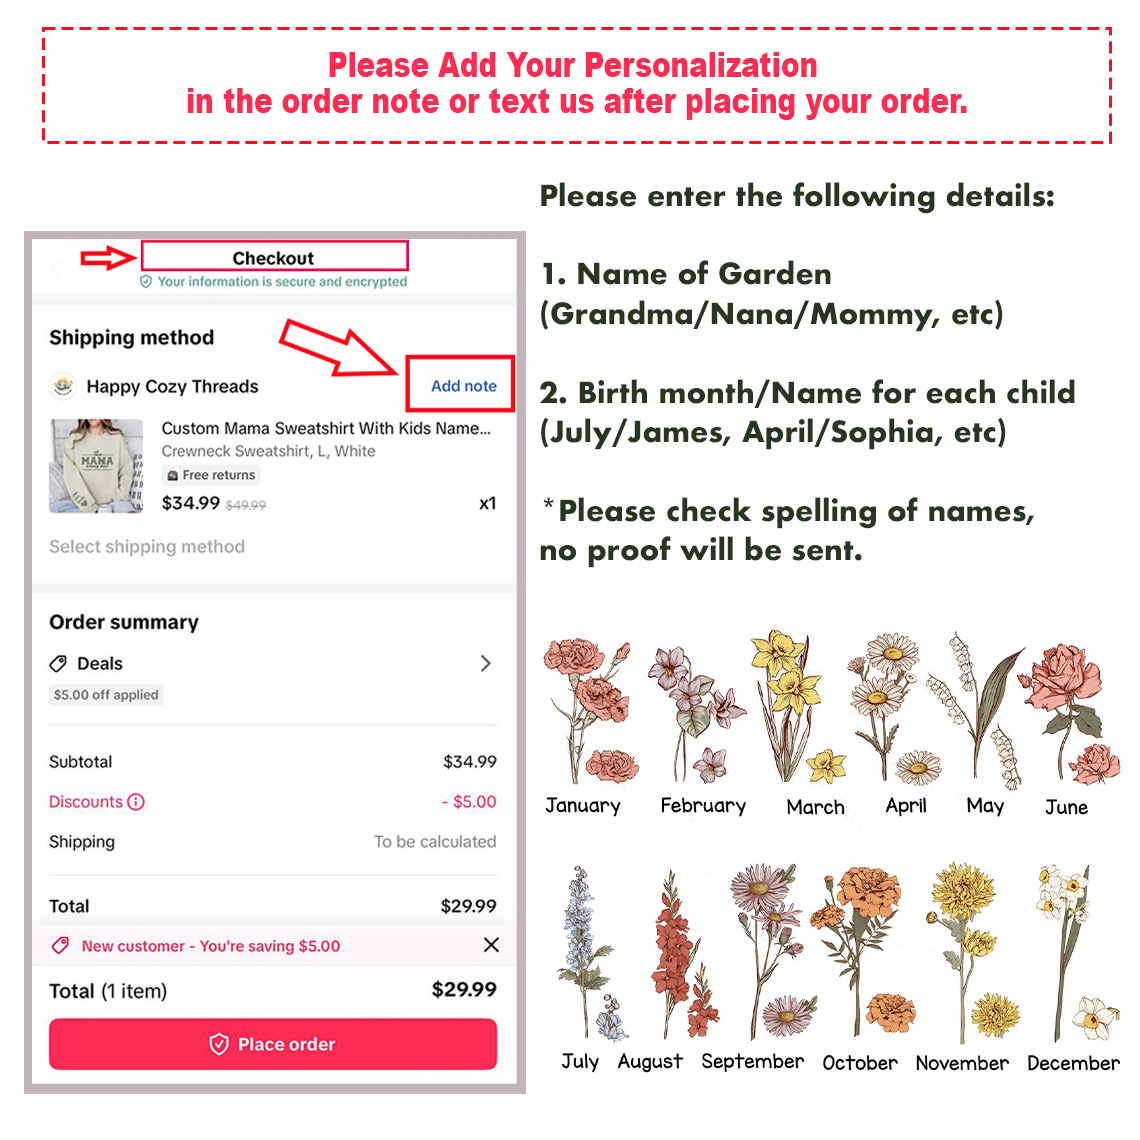 Please Add Your Personalization
in the order note or text us after placing your order.
Please enter the following details:
1. Name of Garden
(Grandma/Nana/Mommy, etc)
2. Birth month/Name for each child
(July/James, April/Sophia, etc)
*Please check spelling of names,
no proof will be sent.
Checkout
Your information is secure and encrypted
Shipping method
Happy Cozy Threads
Add note
Custom Mama Sweatshirt With Kids Name...
Crewneck Sweatshirt, L, White
Free returns
$34.99 $49.99 x1
Select shipping method
Order summary
Deals
$5.00 off applied
Subtotal $34.99
Discounts - $5.00
Shipping To be calculated
Total $29.99
New customer - You're saving $5.00
Total (1 item) $29.99
Place order
January February March April May June
July August September October November December
MAMA